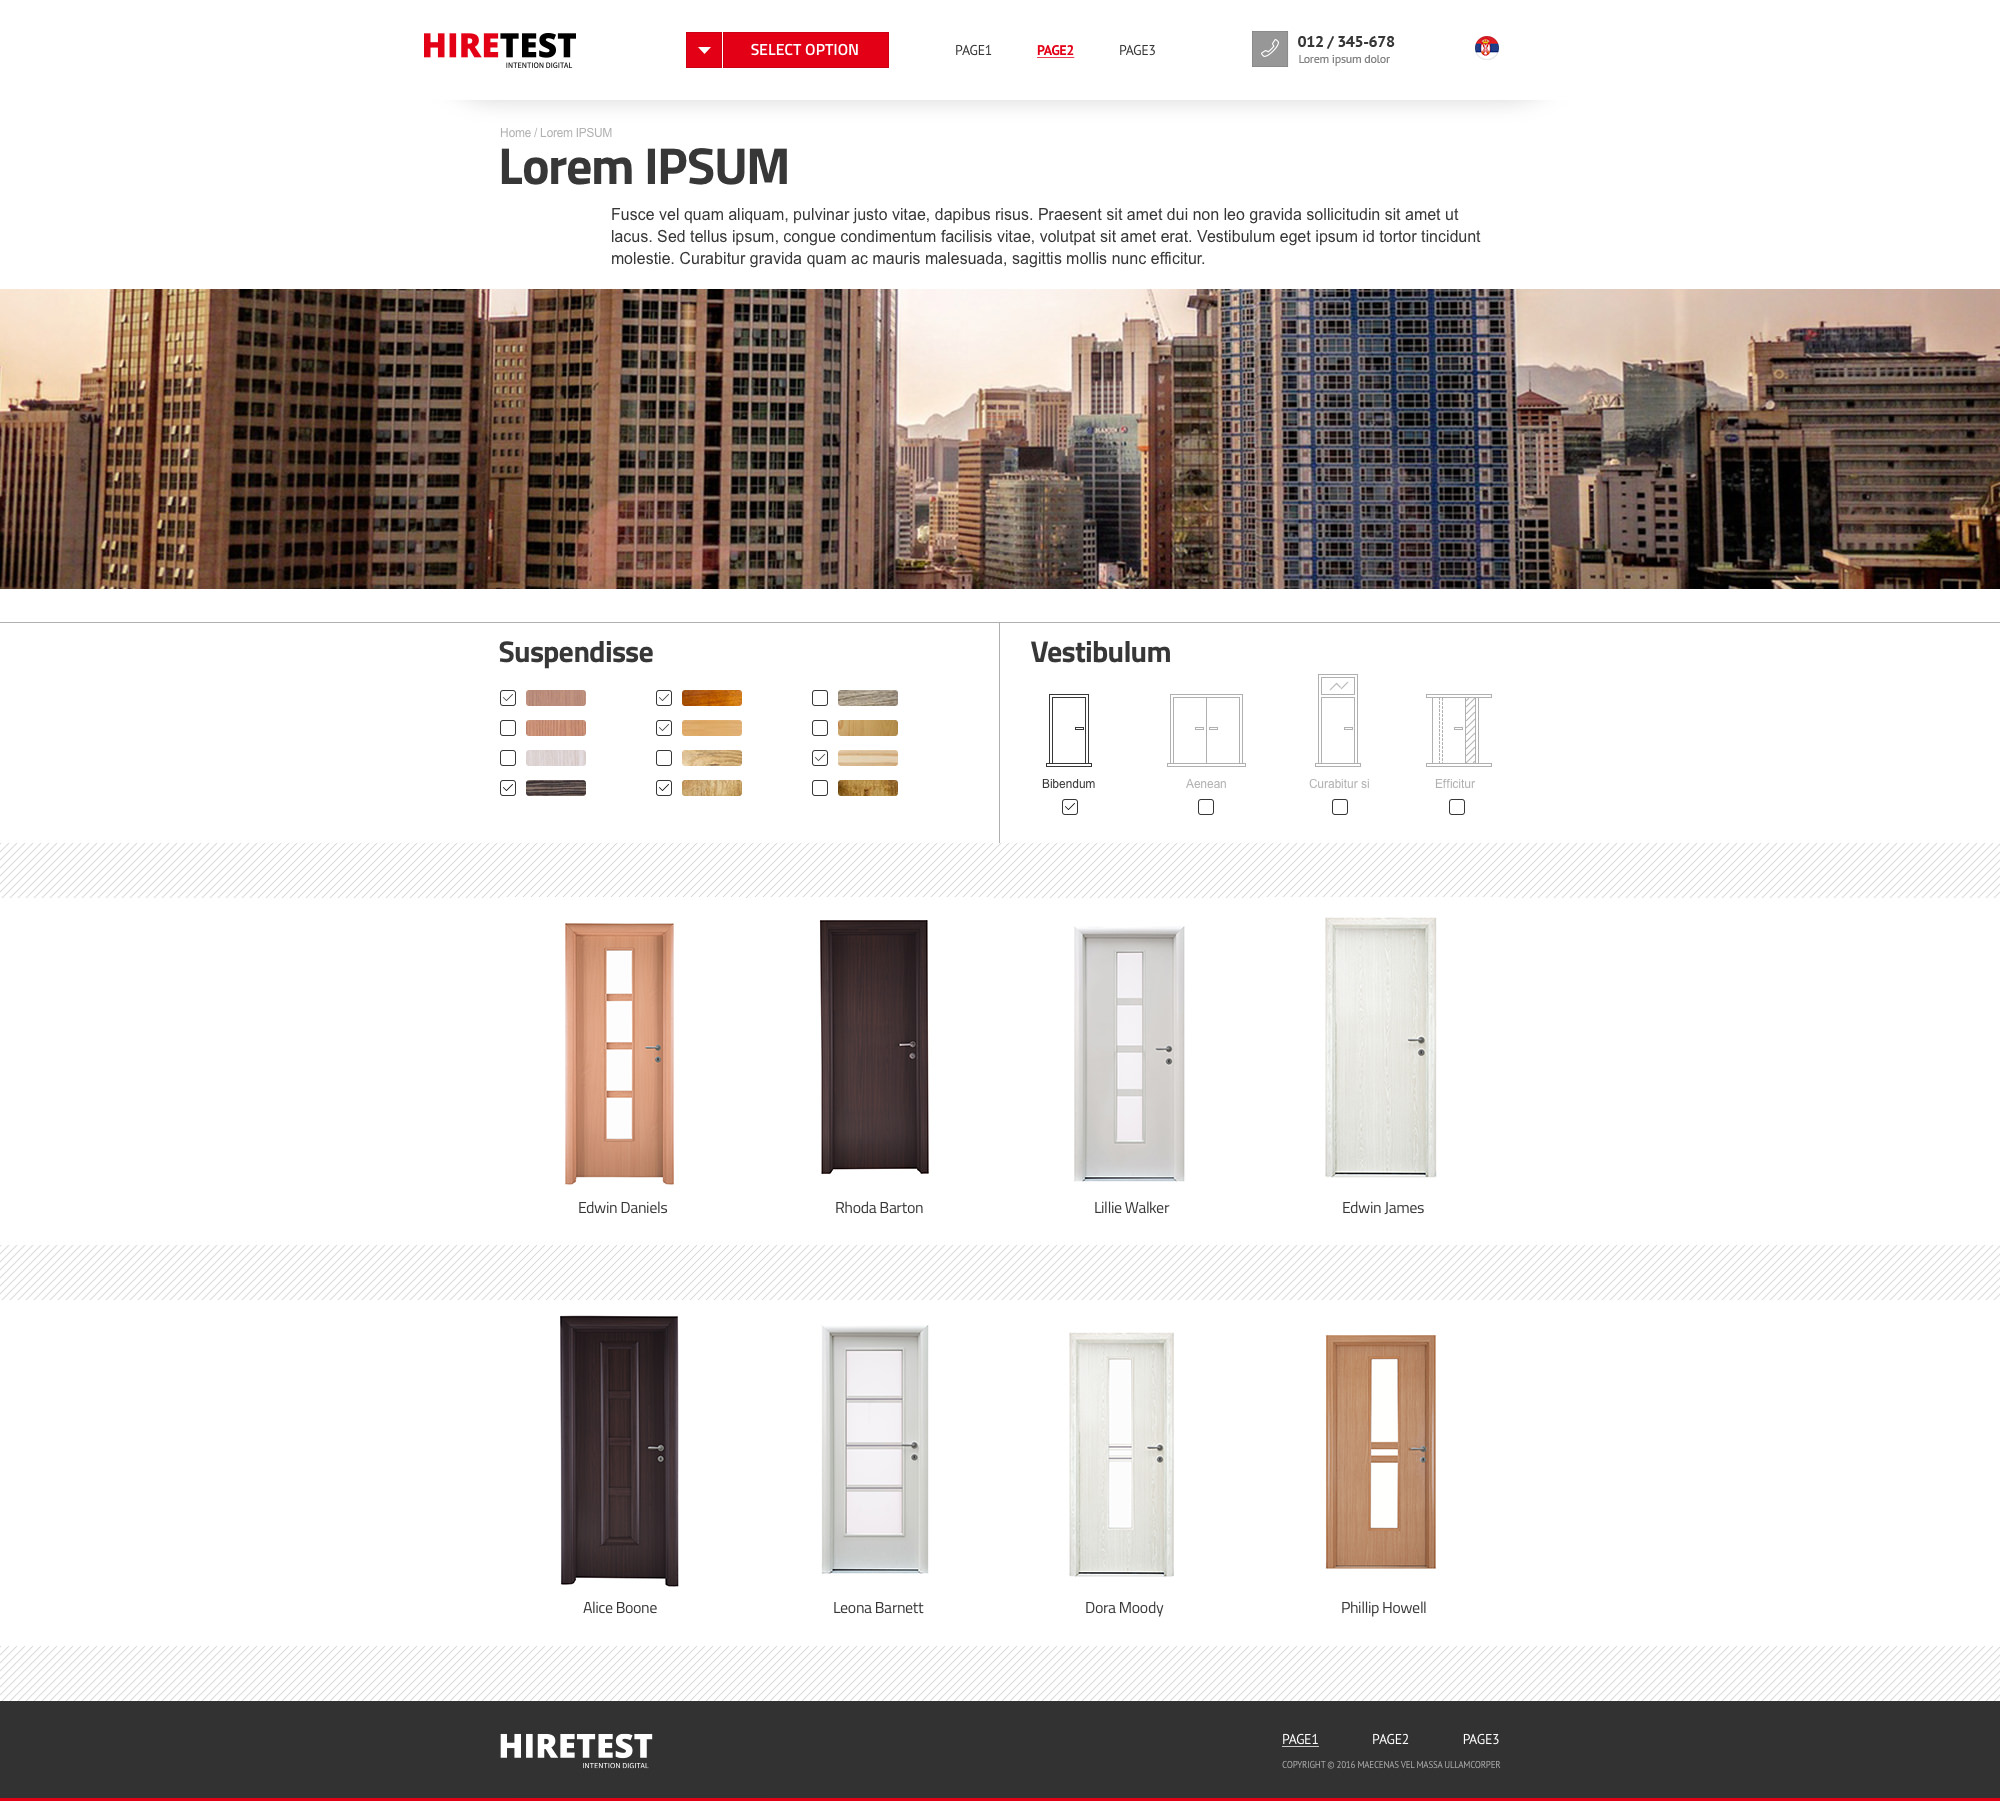 HIRETEST
INTENTION DIGITAL
SELECT OPTION
PAGE1
PAGE2
PAGE3
012 / 345-678
Lorem ipsum dolor
Home / Lorem IPSUM
Lorem IPSUM
Fusce vel quam aliquam, pulvinar justo vitae, dapibus risus. Praesent sit amet dui non leo gravida sollicitudin sit amet ut
lacus. Sed tellus ipsum, congue condimentum facilisis vitae, volutpat sit amet erat. Vestibulum eget ipsum id tortor tincidunt
molestie. Curabitur gravida quam ac mauris malesuada, sagittis mollis nunc efficitur.
Suspendisse
Vestibulum
Bibendum
Aenean
Curabitur si
Efficitur
Edwin Daniels
Rhoda Barton
Lillie Walker
Edwin James
Alice Boone
Leona Barnett
Dora Moody
Phillip Howell
HIRETEST
INTENTION DIGITAL
PAGE1
PAGE2
PAGE3
COPYRIGHT © 2016 MAECENAS VEL MASSA ULLAMCORPER